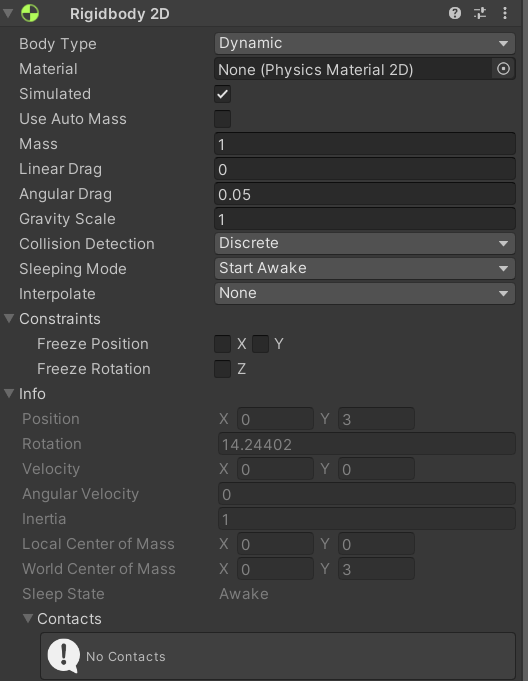 Rigidbody 2D
Body Type Dynamic
Material None (Physics Material 2D)
Simulated
Use Auto Mass
Mass 1
Linear Drag 0
Angular Drag 0.05
Gravity Scale 1
Collision Detection Discrete
Sleeping Mode Start Awake
Interpolate None
Constraints
Freeze Position X Y
Freeze Rotation Z
Info
Position X 0 Y 3
Rotation 14.24402
Velocity X 0 Y 0
Angular Velocity 0
Inertia 1
Local Center of Mass X 0 Y 0
World Center of Mass X 0 Y 3
Sleep State Awake
Contacts
No Contacts